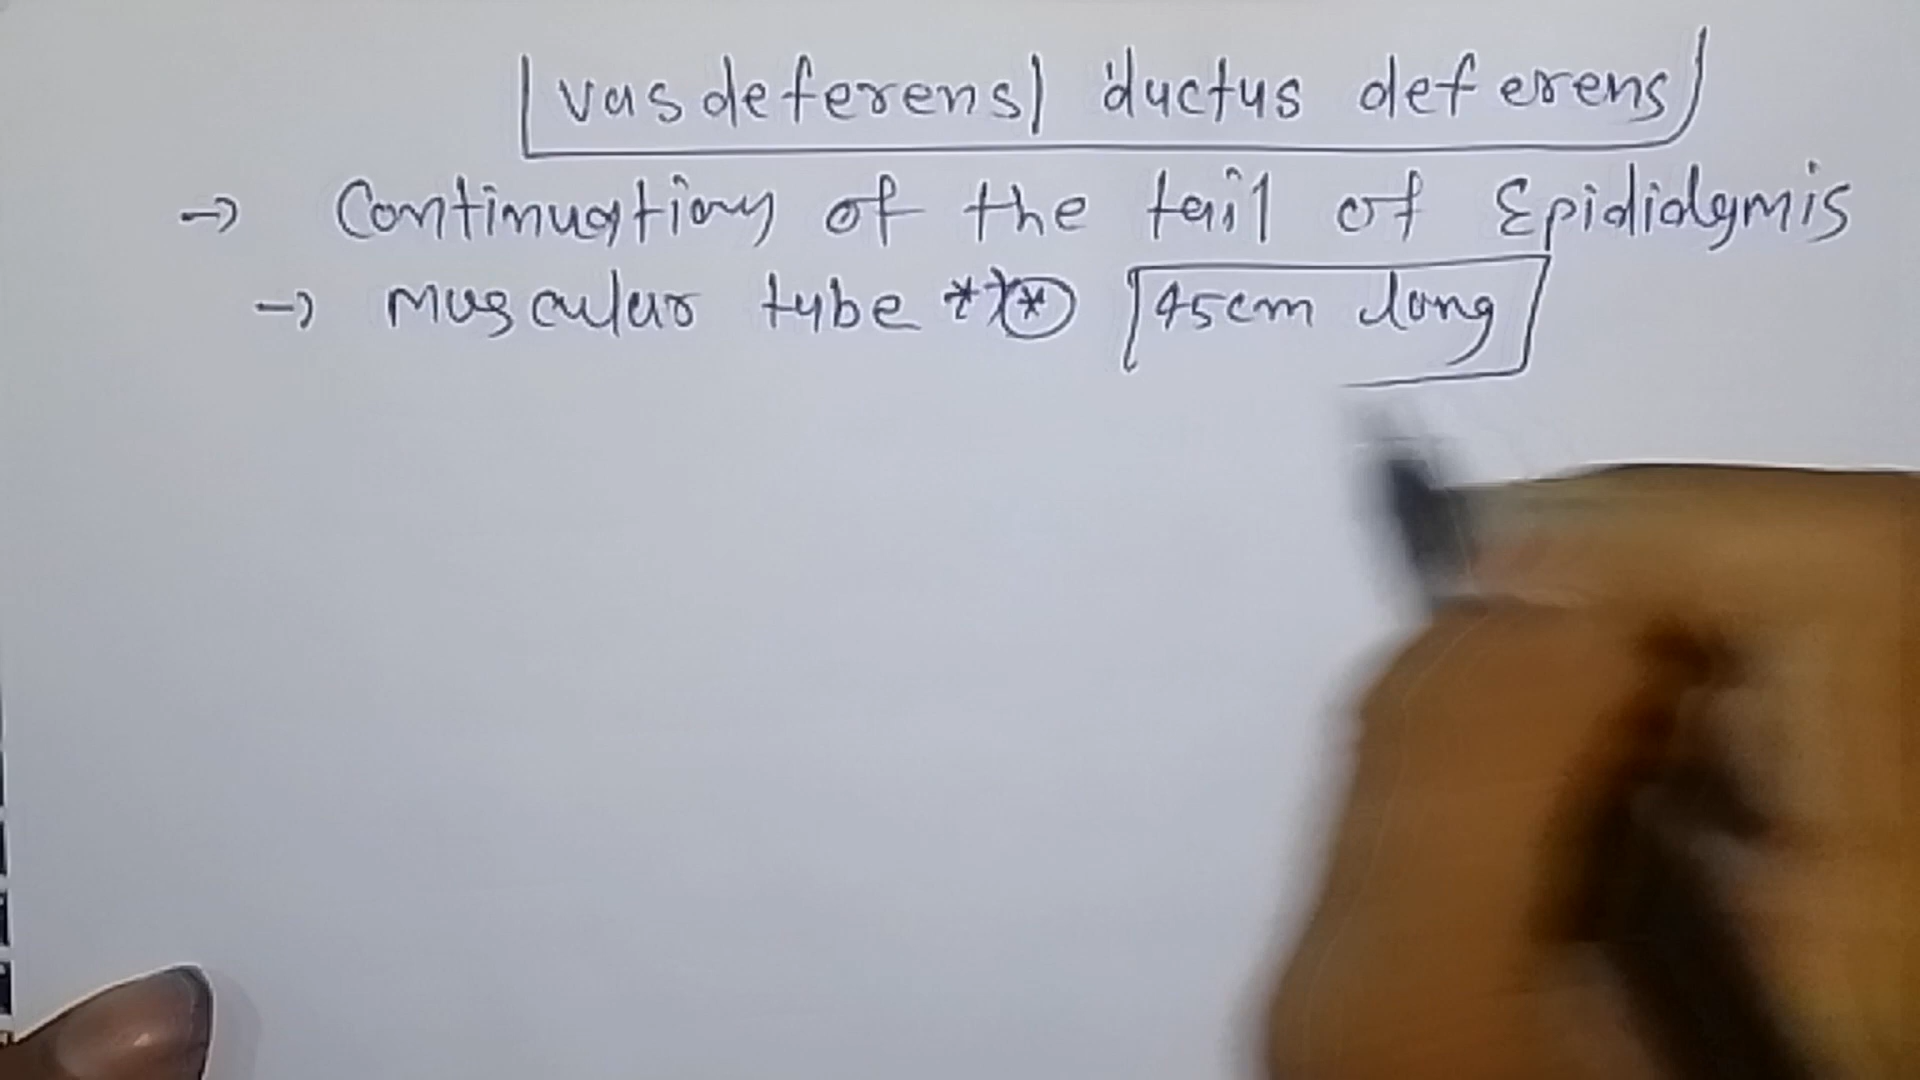 vas deferens / ductus deferens
→ Continuation of the tail of Epididymis
→ Muscular tube *** 45cm long